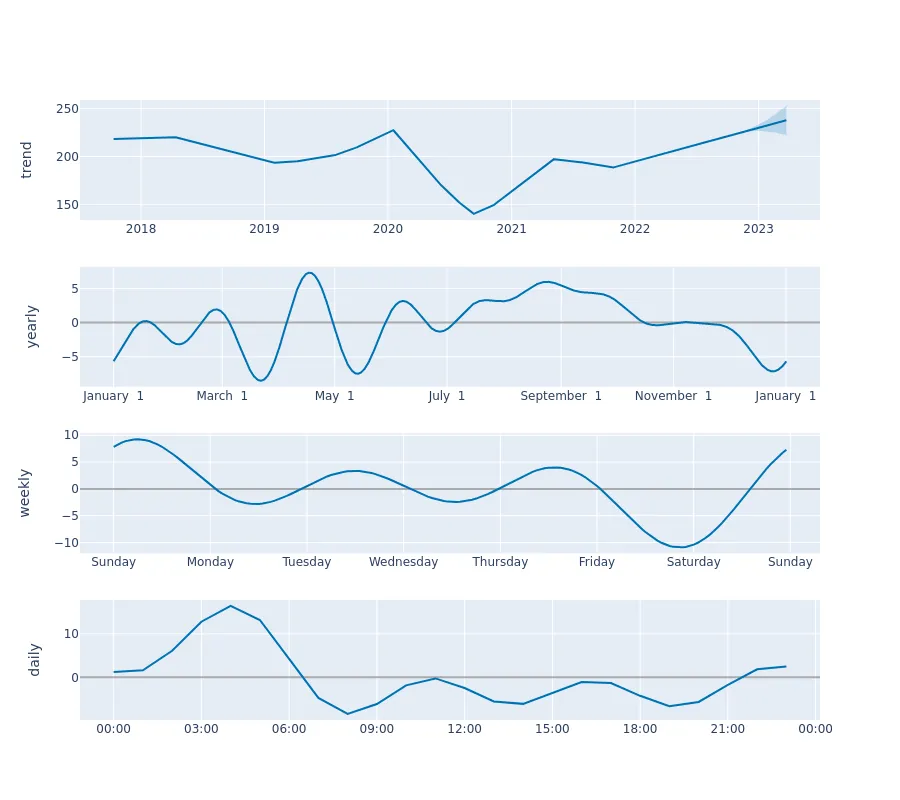 trend
250
200
150
2018 2019 2020 2021 2022 2023
yearly
5
0
−5
January 1 March 1 May 1 July 1 September 1 November 1 January 1
weekly
10
5
0
−5
−10
Sunday Monday Tuesday Wednesday Thursday Friday Saturday Sunday
daily
10
0
00:00 03:00 06:00 09:00 12:00 15:00 18:00 21:00 00:00